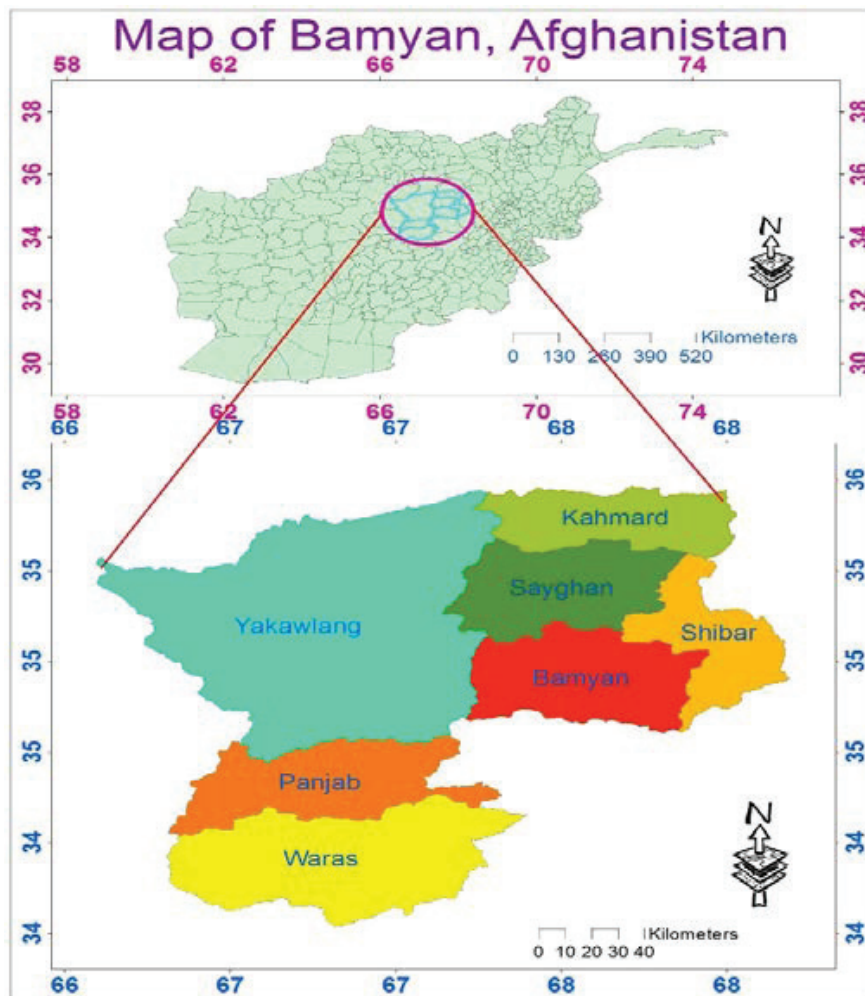 Map of Bamyan, Afghanistan
58 62 66 70 74
38 38
36 36
34 34
32 32
30 30
N
Kilometers
0 130 260 390 520
58 62 66 70 74
66 67 67 68 68
36 36
35 35
35 35
35 35
34 34
34 34
Kahmard
Sayghan
Yakawlang
Shibar
Bamyan
Panjab
Waras
N
Kilometers
0 10 20 30 40
66 67 67 68 68